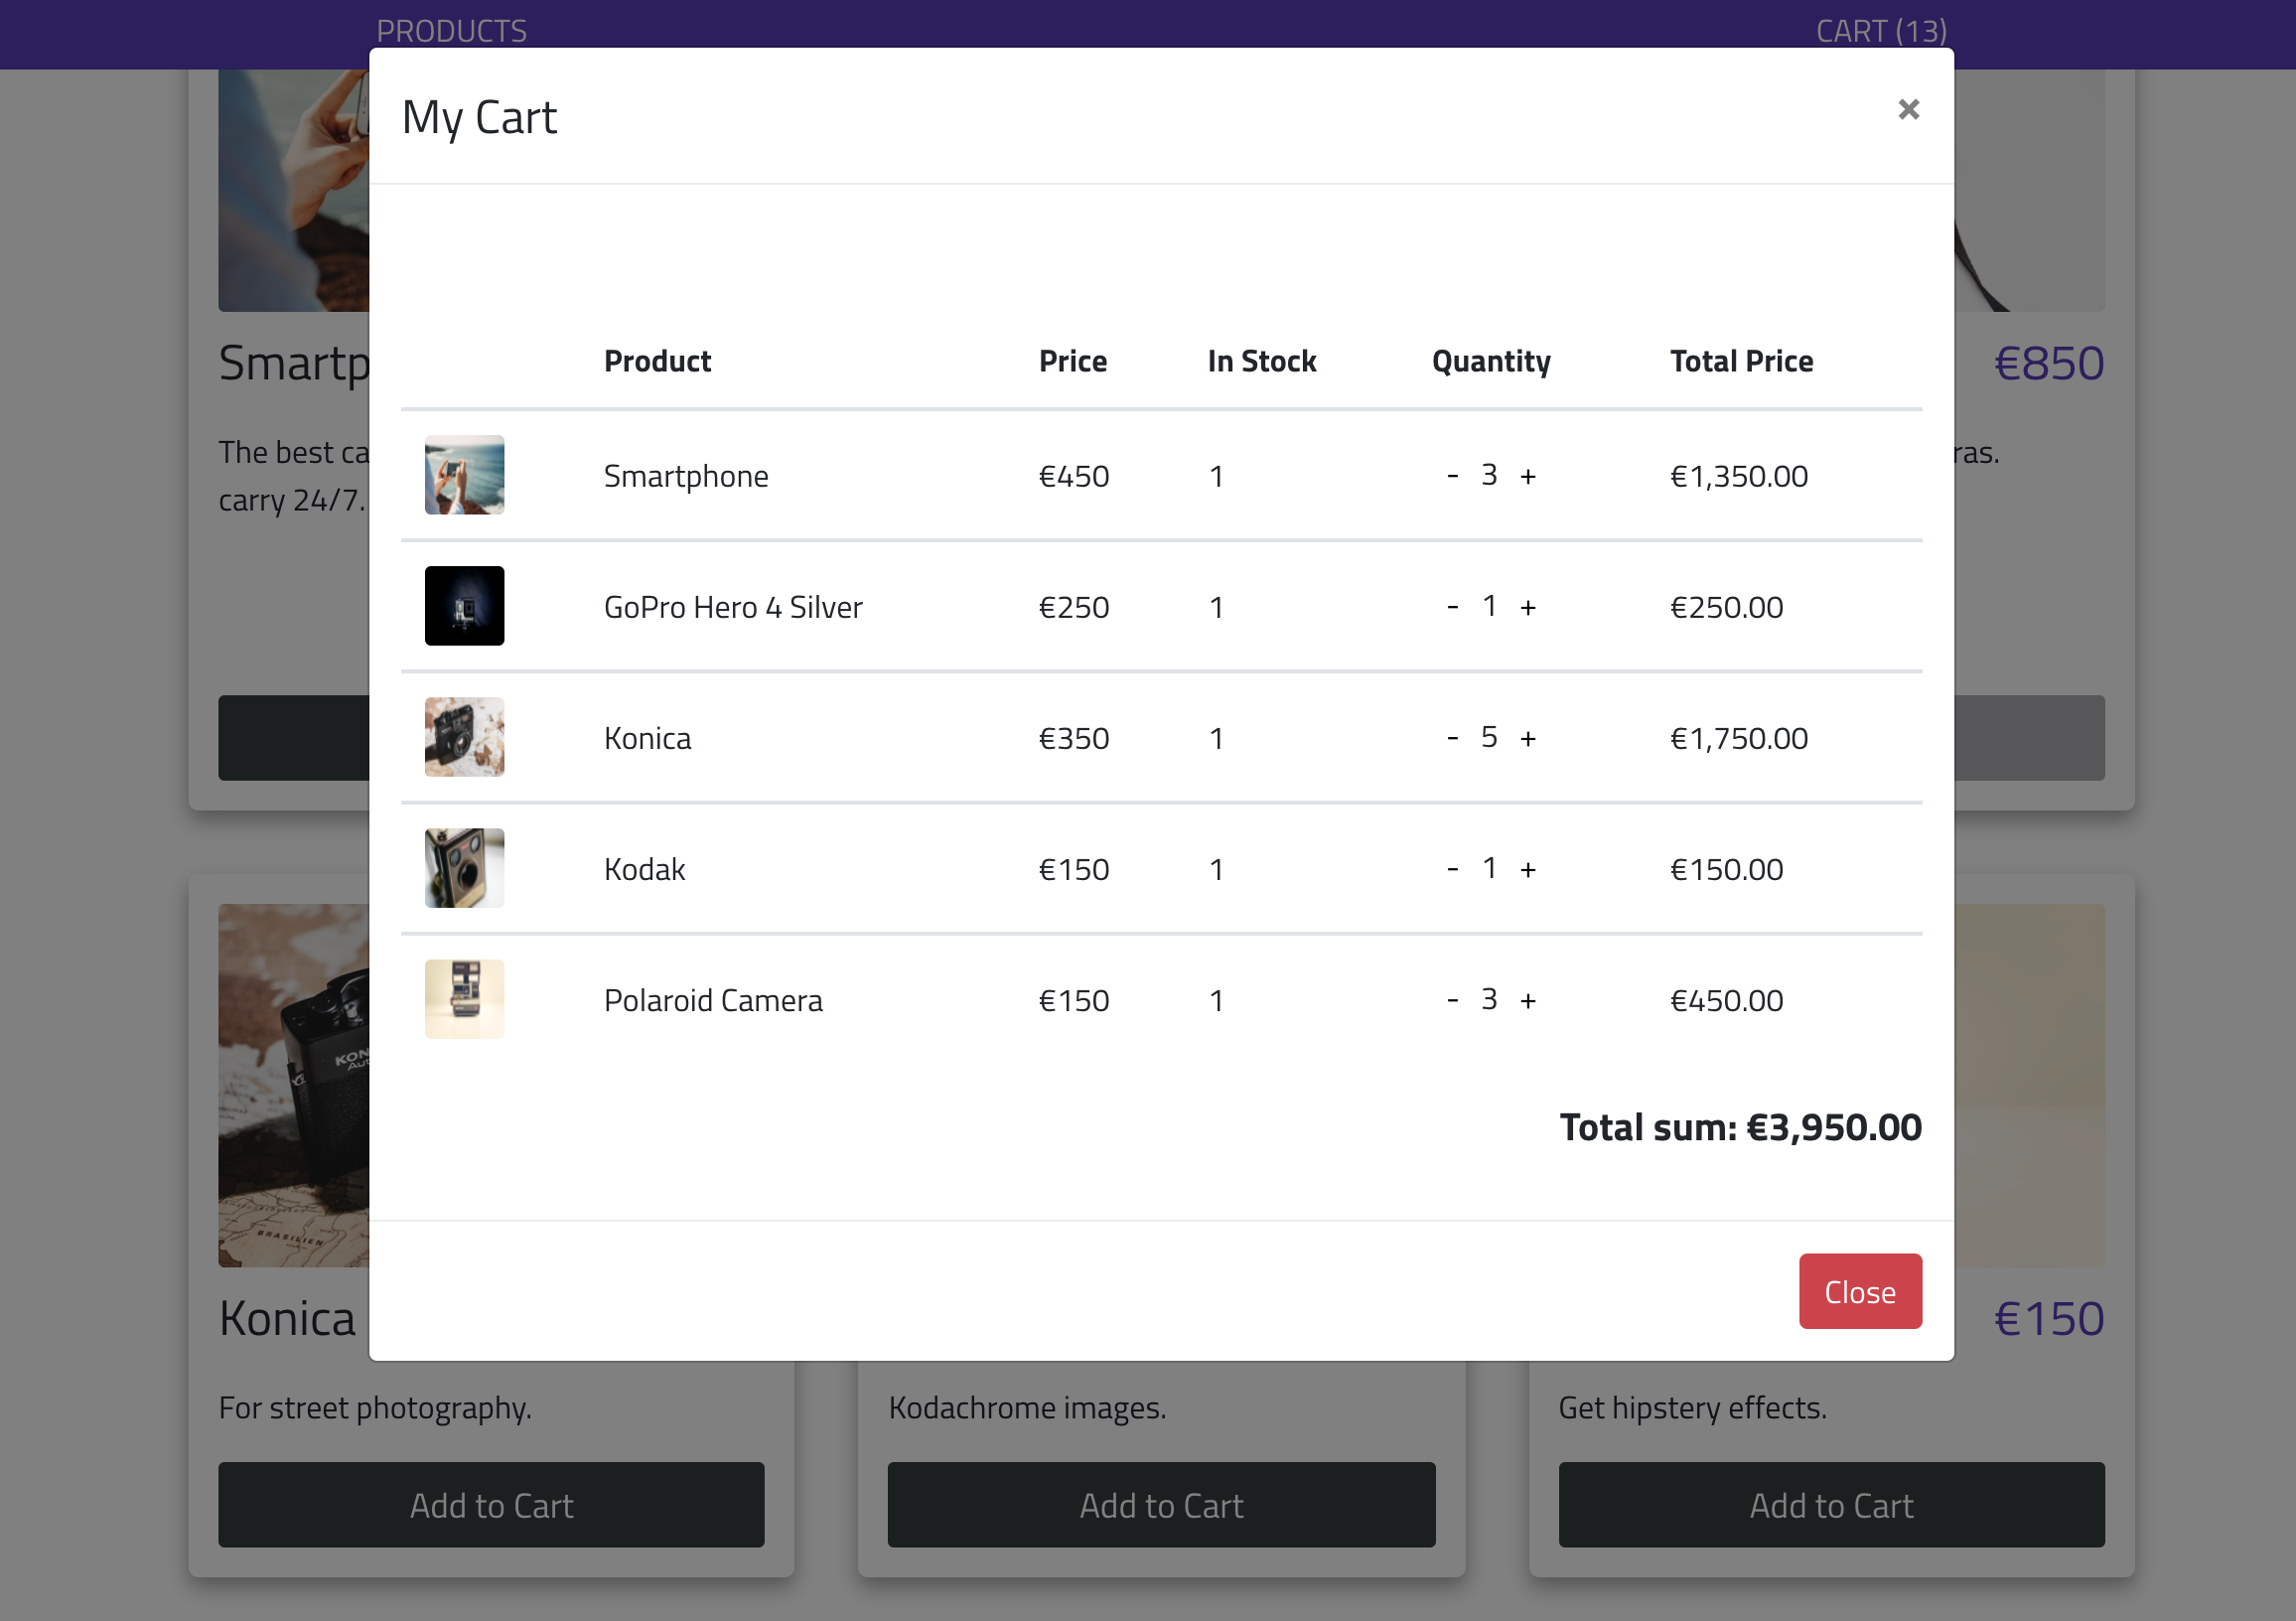 PRODUCTS CART (13)
My Cart ×
Product Price In Stock Quantity Total Price
Smartphone €450 1 - 3 + €1,350.00
GoPro Hero 4 Silver €250 1 - 1 + €250.00
Konica €350 1 - 5 + €1,750.00
Kodak €150 1 - 1 + €150.00
Polaroid Camera €150 1 - 3 + €450.00
Total sum: €3,950.00
Close
Smartp €850
The best ca ras.
carry 24/7.
KON
BRASILIEN
Konica €150
For street photography. Kodachrome images. Get hipstery effects.
Add to Cart Add to Cart Add to Cart